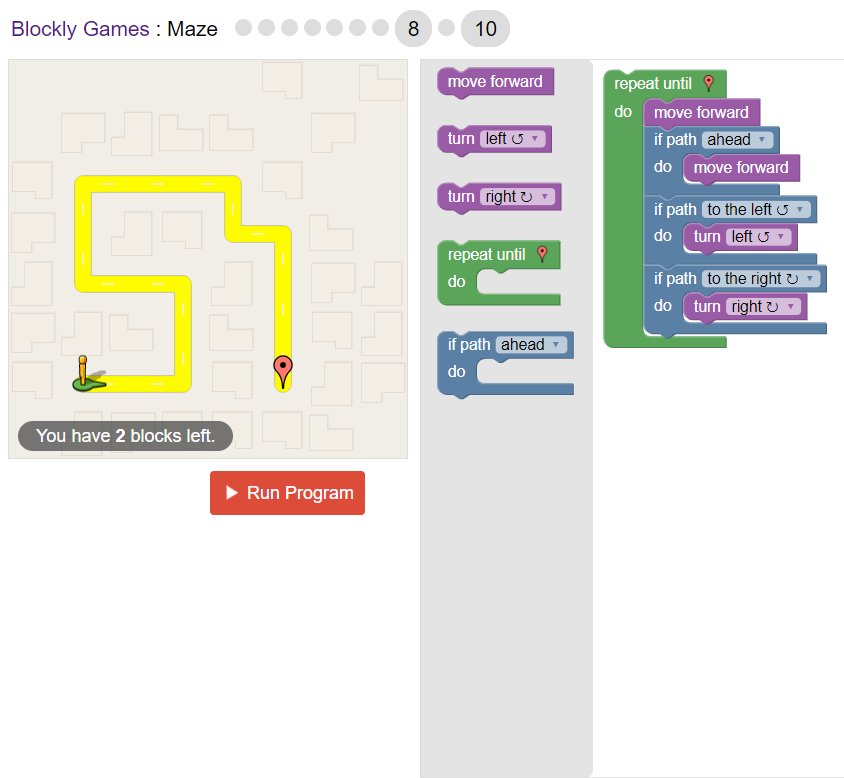 Blockly Games : Maze 8 10
You have 2 blocks left.
Run Program
move forward
turn left ↺ ▾
turn right ↻ ▾
repeat until
do
if path ahead ▾
do
repeat until
do move forward
if path ahead ▾
do move forward
if path to the left ↺ ▾
do turn left ↺ ▾
if path to the right ↻ ▾
do turn right ↻ ▾